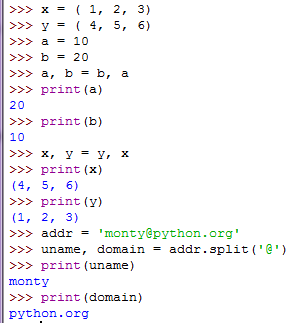 >>> x = ( 1, 2, 3)
>>> y = ( 4, 5, 6)
>>> a = 10
>>> b = 20
>>> a, b = b, a
>>> print(a)
20
>>> print(b)
10
>>> x, y = y, x
>>> print(x)
(4, 5, 6)
>>> print(y)
(1, 2, 3)
>>> addr = 'monty@python.org'
>>> uname, domain = addr.split('@')
>>> print(uname)
monty
>>> print(domain)
python.org